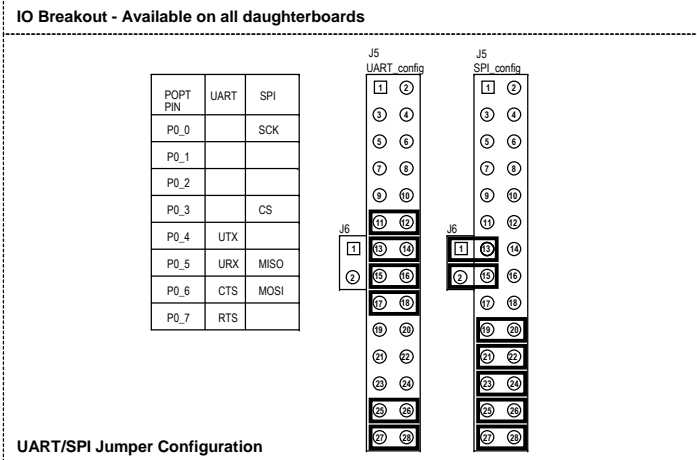 IO Breakout - Available on all daughterboards
J5
UART_config
J5
SPI_config
POPT PIN UART SPI
P0_0 SCK
P0_1
P0_2
P0_3 CS
P0_4 UTX
P0_5 URX MISO
P0_6 CTS MOSI
P0_7 RTS
J6
1
2
1 2
3 4
5 6
7 8
9 10
11 12
13 14
15 16
17 18
19 20
21 22
23 24
25 26
27 28
J6
1
2
1 2
3 4
5 6
7 8
9 10
11 12
13 14
15 16
17 18
19 20
21 22
23 24
25 26
27 28
UART/SPI Jumper Configuration